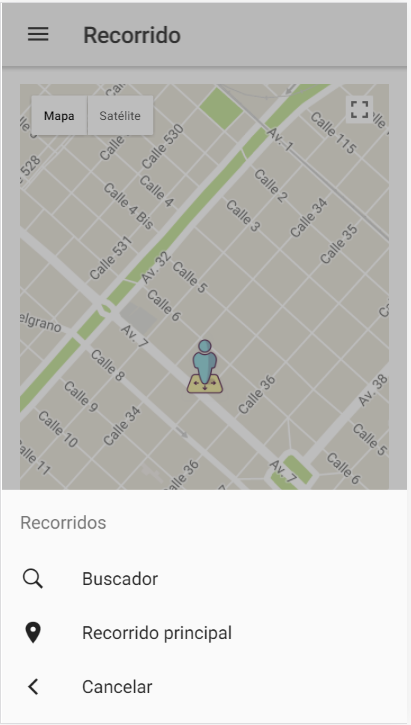 Recorrido
Mapa
Satélite
Av. 1
Calle 115
528
Calle 530
Calle 4
Calle 4 Bis
Calle 2
Calle 3
Calle 34
Calle 35
Calle 531
Av. 32
Calle 5
Calle 6
elgrano
Av. 7
Calle 8
Calle 9
Calle 34
Calle 10
Calle 36
Av. 38
Calle 5
Calle 6
lle 11
Calle 36
Av. 7
Recorridos
Buscador
Recorrido principal
Cancelar